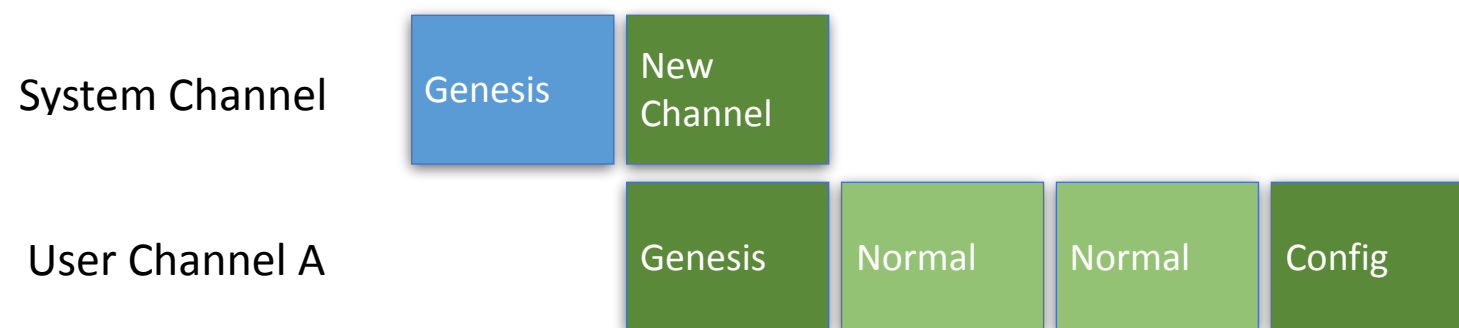 System Channel
Genesis
New
Channel
User Channel A
Genesis
Normal
Normal
Config